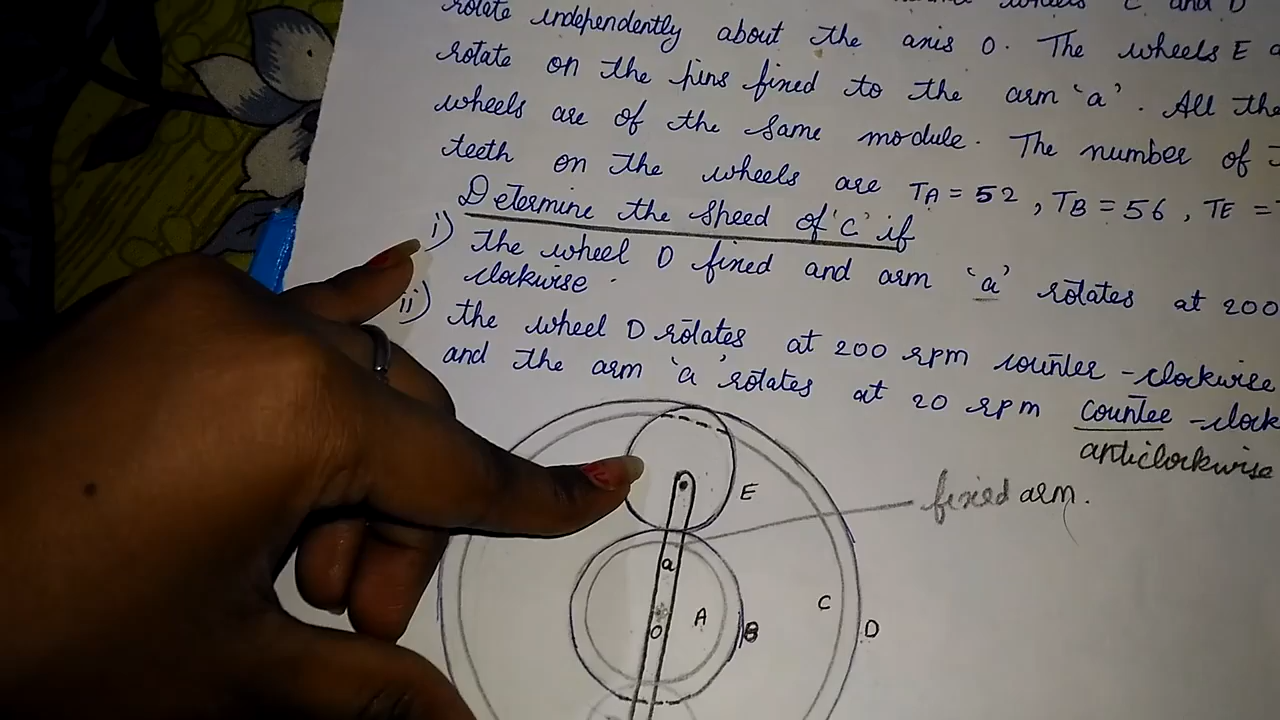 rotate independently about the axis O. The wheels E
rotate on the pins fixed to the arm 'a'. All the
wheels are of the same module. The number of
teeth on the wheels are TA = 52, TB = 56, TE =
Determine the speed of 'C' if
i) the wheel D fixed and arm 'a' rotates at 200
clockwise.
ii) the wheel D rotates at 200 rpm counter-clockwise
and the arm 'a' rotates at 20 rpm counter-clock
anticlockwise
E
fixed arm.
a
A
C
O
B
D